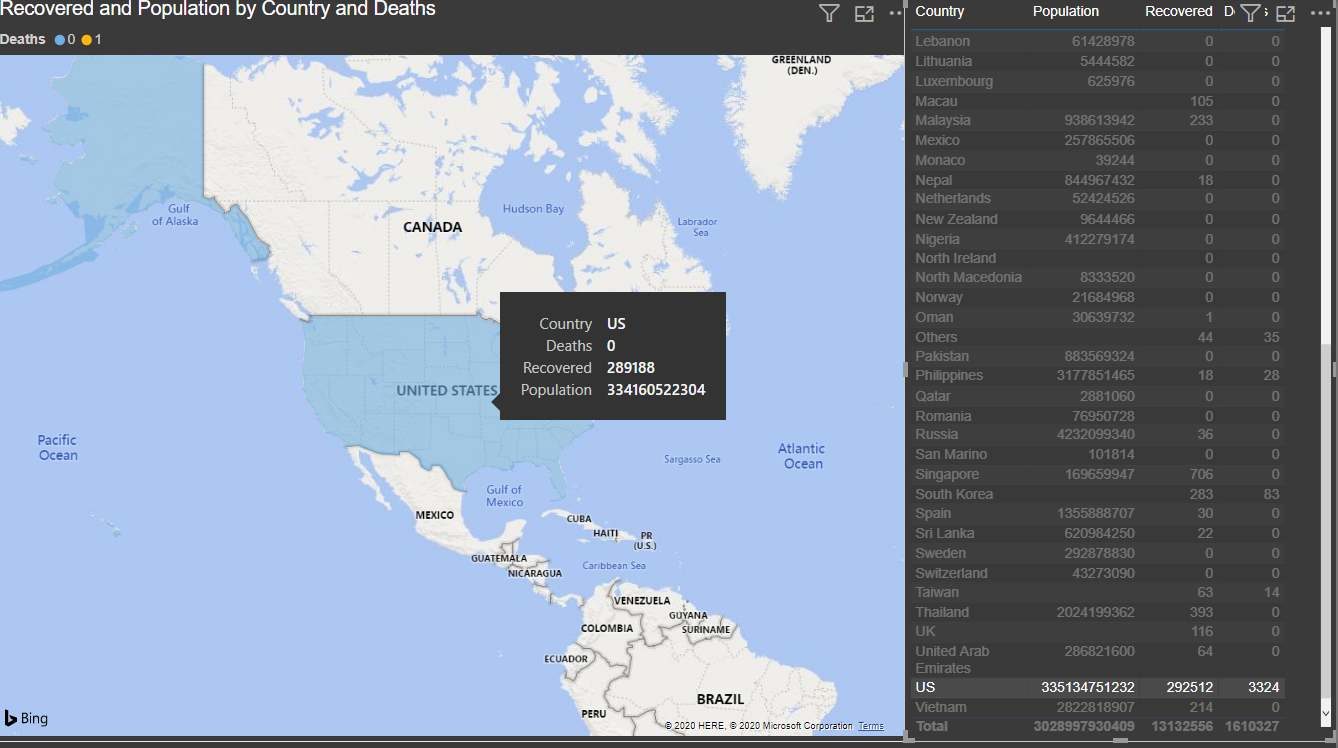 Recovered and Population by Country and Deaths
Deaths 0 1
GREENLAND
(DEN.)
Gulf
of Alaska
Hudson Bay
Labrador
Sea
CANADA
Country US
Deaths 0
Recovered 289188
Population 334160522304
UNITED STATES
Pacific
Ocean
Atlantic
Ocean
Sargasso Sea
Gulf of
Mexico
MEXICO
CUBA
HAITI
PR
(U.S.)
GUATEMALA
Caribbean Sea
NICARAGUA
VENEZUELA
GUYANA
COLOMBIA
SURINAME
ECUADOR
BRAZIL
PERU
Bing
© 2020 HERE, © 2020 Microsoft Corporation Terms
Country Population Recovered D
Lebanon 61428978 0 0
Lithuania 5444582 0 0
Luxembourg 625976 0 0
Macau 105 0
Malaysia 938613942 233 0
Mexico 257865506 0 0
Monaco 39244 0 0
Nepal 844967432 18 0
Netherlands 52424526 0 0
New Zealand 9644466 0 0
Nigeria 412279174 0 0
North Ireland 0 0
North Macedonia 8333520 0 0
Norway 21684968 0 0
Oman 30639732 1 0
Others 44 35
Pakistan 883569324 0 0
Philippines 3177851465 18 28
Qatar 2881060 0 0
Romania 76950728 0 0
Russia 4232099340 36 0
San Marino 101814 0 0
Singapore 169659947 706 0
South Korea 283 83
Spain 1355888707 30 0
Sri Lanka 620984250 22 0
Sweden 292878830 0 0
Switzerland 43273090 0 0
Taiwan 63 14
Thailand 2024199362 393 0
UK 116 0
United Arab 286821600 64 0
Emirates
US 335134751232 292512 3324
Vietnam 2822818907 214 0
Total 3028997930409 13132556 1610327